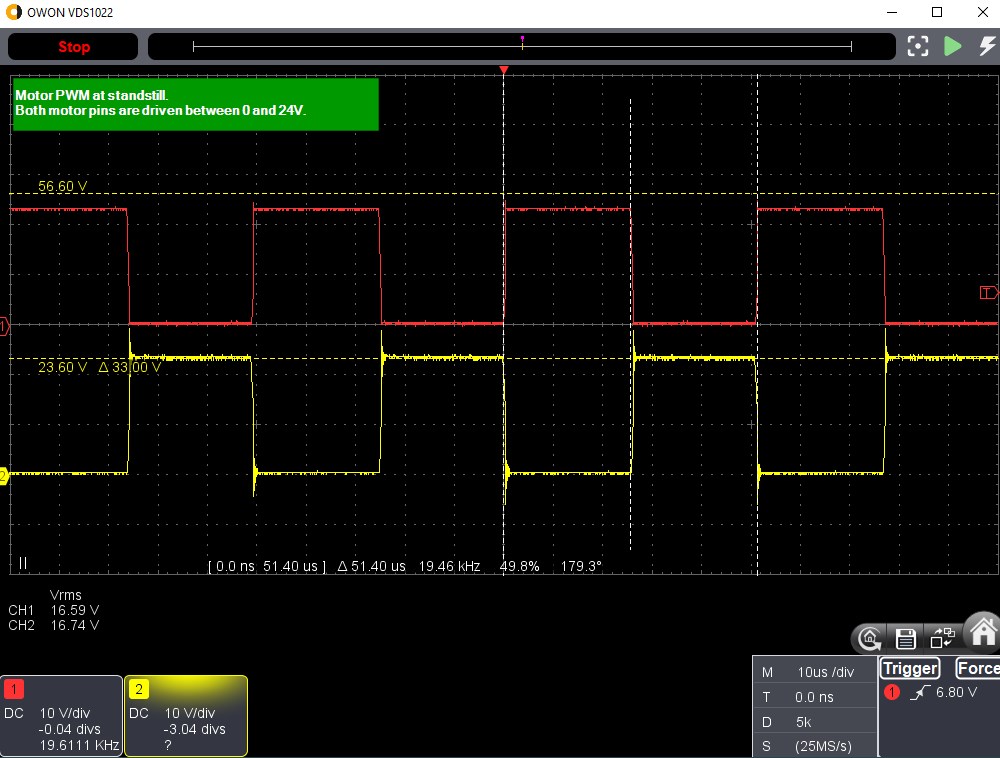 OWON VDS1022
Stop
Motor PWM at standstill.
Both motor pins are driven between 0 and 24V.
56.60 V
T
1
23.60 V Δ 33.00 V
2
[ 0.0 ns 51.40 us ] Δ 51.40 us 19.46 kHz 49.8% 179.3°
Vrms
CH1 16.59 V
CH2 16.74 V
1
DC 10 V/div
-0.04 divs
19.6111 KHz
2
DC 10 V/div
-3.04 divs
?
M 10us /div
T 0.0 ns
D 5k
S (25MS/s)
Trigger Force
1 6.80 V